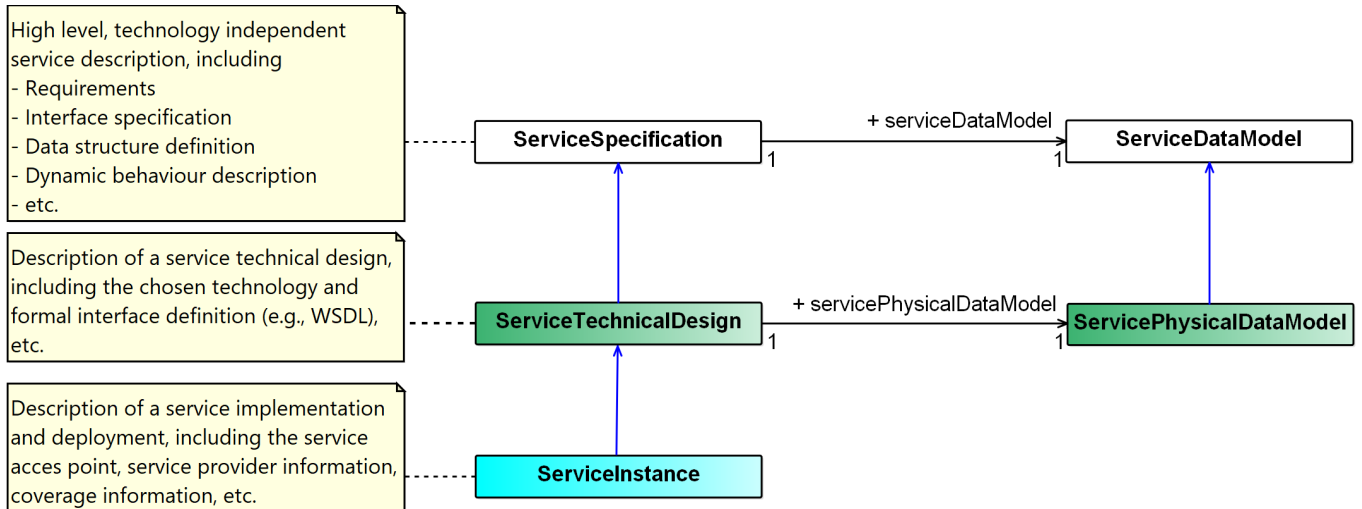 High level, technology independent
service description, including
- Requirements
- Interface specification
- Data structure definition
- Dynamic behaviour description
- etc.
ServiceSpecification
+ serviceDataModel
1
1
ServiceDataModel
Description of a service technical design,
including the chosen technology and
formal interface definition (e.g., WSDL),
etc.
ServiceTechnicalDesign
+ servicePhysicalDataModel
1
1
ServicePhysicalDataModel
Description of a service implementation
and deployment, including the service
acces point, service provider information,
coverage information, etc.
ServiceInstance